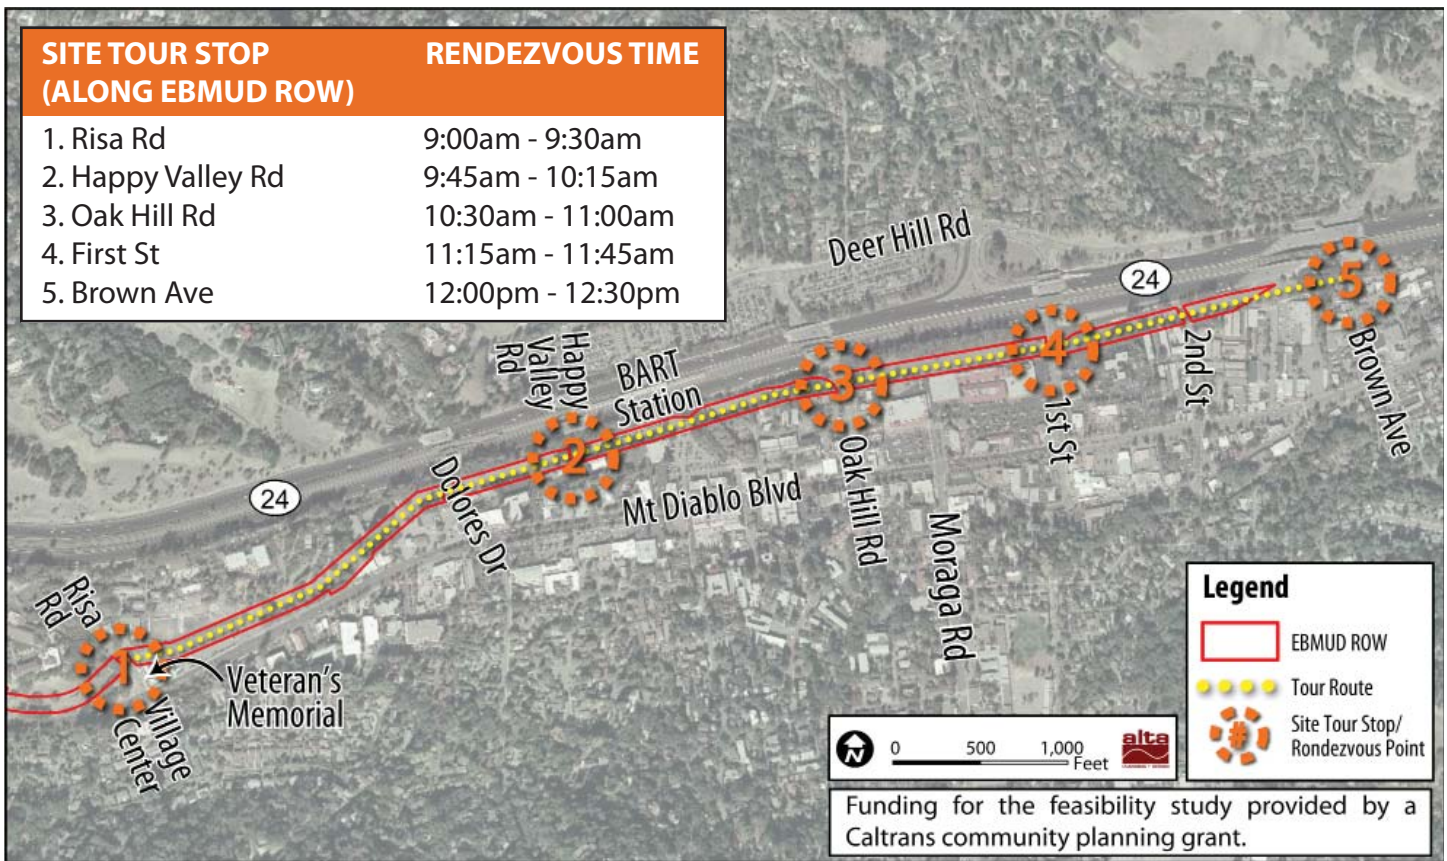 SITE TOUR STOP RENDEZVOUS TIME
(ALONG EBMUD ROW)
1. Risa Rd 9:00am - 9:30am
2. Happy Valley Rd 9:45am - 10:15am
3. Oak Hill Rd 10:30am - 11:00am
4. First St 11:15am - 11:45am
5. Brown Ave 12:00pm - 12:30pm
Deer Hill Rd
24
5
Brown Ave
2nd St
4
1st St
3
Oak Hill Rd
Moraga Rd
BART
Station
Happy
Valley
Rd
2
Mt Diablo Blvd
Dolores Dr
24
Risa
Rd
1
Veteran's
Memorial
Village
Center
Legend
EBMUD ROW
Tour Route
#
Site Tour Stop/
Rondezvous Point
N
0 500 1,000
Feet
alta
Funding for the feasibility study provided by a
Caltrans community planning grant.